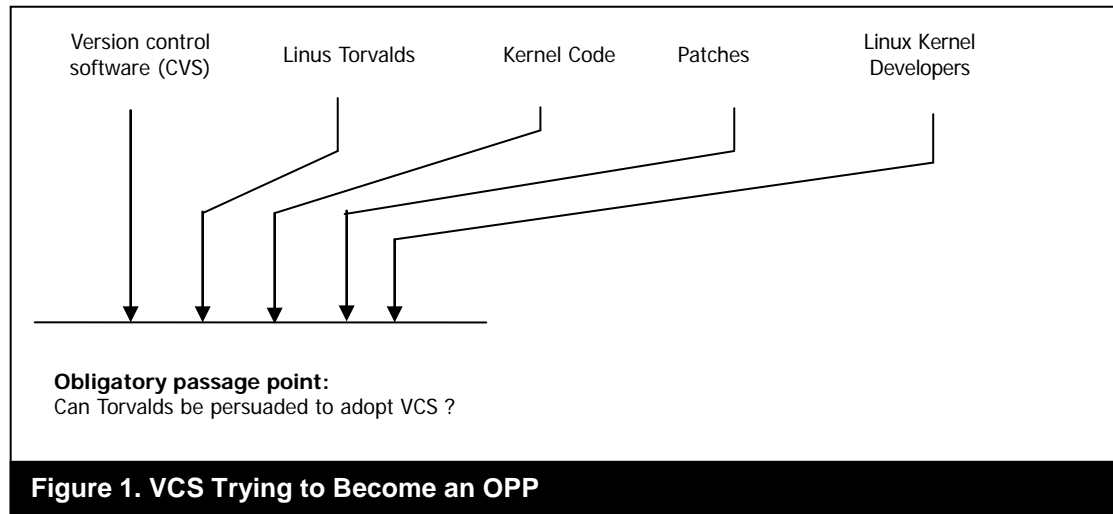 Version control
software (CVS)
Linus Torvalds
Kernel Code
Patches
Linux Kernel
Developers
Obligatory passage point:
Can Torvalds be persuaded to adopt VCS ?
Figure 1. VCS Trying to Become an OPP